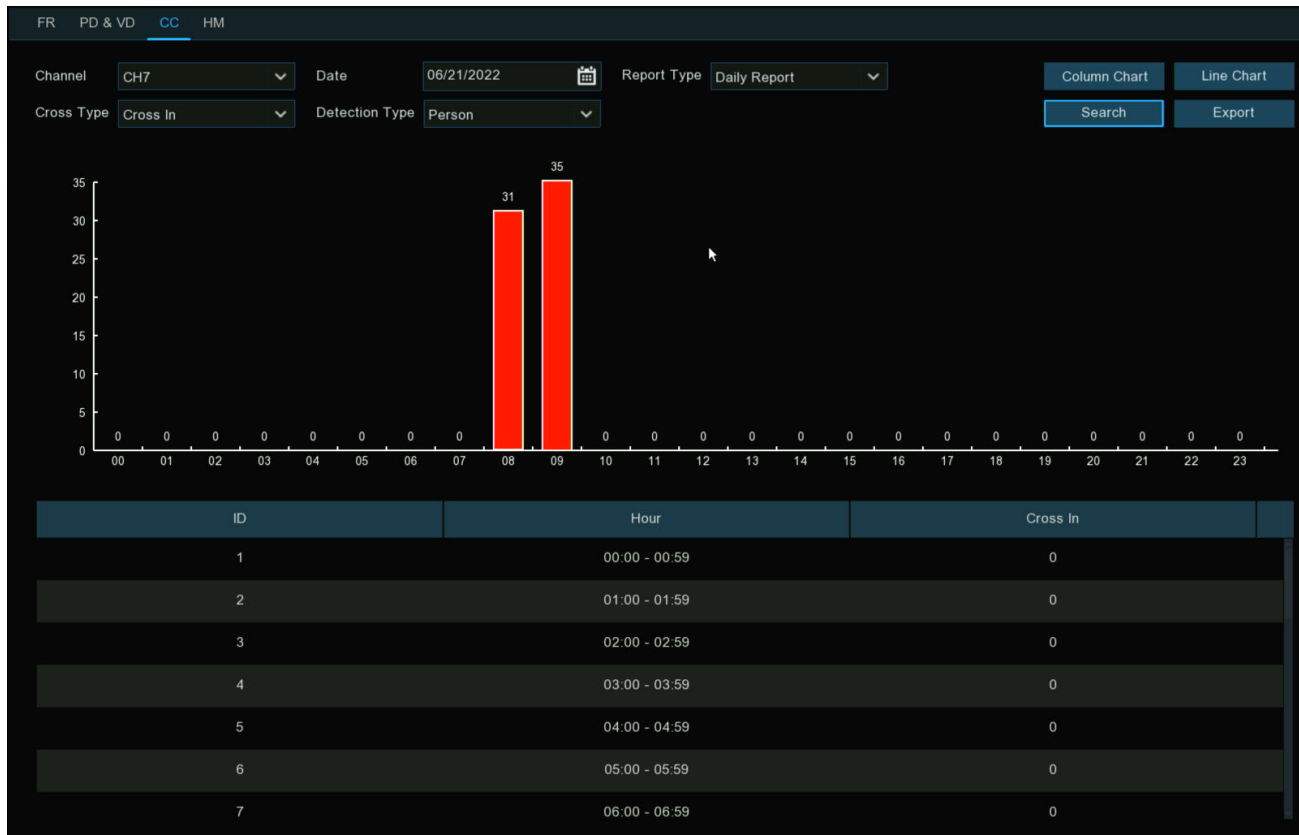 FR PD & VD CC HM
Channel CH7 Date 06/21/2022 Report Type Daily Report Column Chart Line Chart
Cross Type Cross In Detection Type Person Search Export
35
31
35
30
25
20
15
10
5
0
0 0 0 0 0 0 0 0 0 0 0 0 0 0 0 0 0 0 0 0 0 0
00 01 02 03 04 05 06 07 08 09 10 11 12 13 14 15 16 17 18 19 20 21 22 23
ID Hour Cross In
1 00:00 - 00:59 0
2 01:00 - 01:59 0
3 02:00 - 02:59 0
4 03:00 - 03:59 0
5 04:00 - 04:59 0
6 05:00 - 05:59 0
7 06:00 - 06:59 0